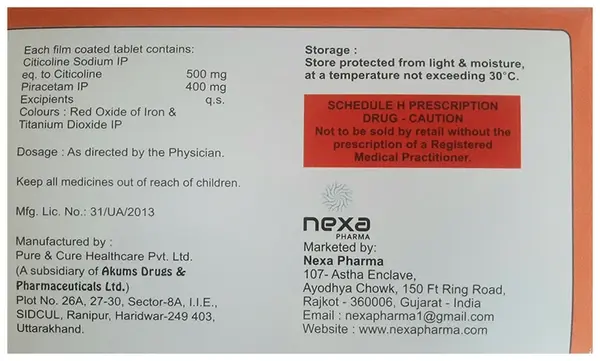 Each film coated tablet contains:
Citicoline Sodium IP
eq. to Citicoline 500 mg
Piracetam IP 400 mg
Excipients q.s.
Colours : Red Oxide of Iron &
Titanium Dioxide IP
Dosage : As directed by the Physician.
Keep all medicines out of reach of children.
Mfg. Lic. No.: 31/UA/2013
Manufactured by :
Pure & Cure Healthcare Pvt. Ltd.
(A subsidiary of Akums Drugs &
Pharmaceuticals Ltd.)
Plot No. 26A, 27-30, Sector-8A, I.I.E.,
SIDCUL, Ranipur, Haridwar-249 403,
Uttarakhand.
Storage :
Store protected from light & moisture,
at a temperature not exceeding 30°C.
SCHEDULE H PRESCRIPTION
DRUG - CAUTION
Not to be sold by retail without the
prescription of a Registered
Medical Practitioner.
nexa
PHARMA
Marketed by:
Nexa Pharma
107- Astha Enclave,
Ayodhya Chowk, 150 Ft Ring Road,
Rajkot - 360006, Gujarat - India
Email : nexapharma1@gmail.com
Website : www.nexapharma.com